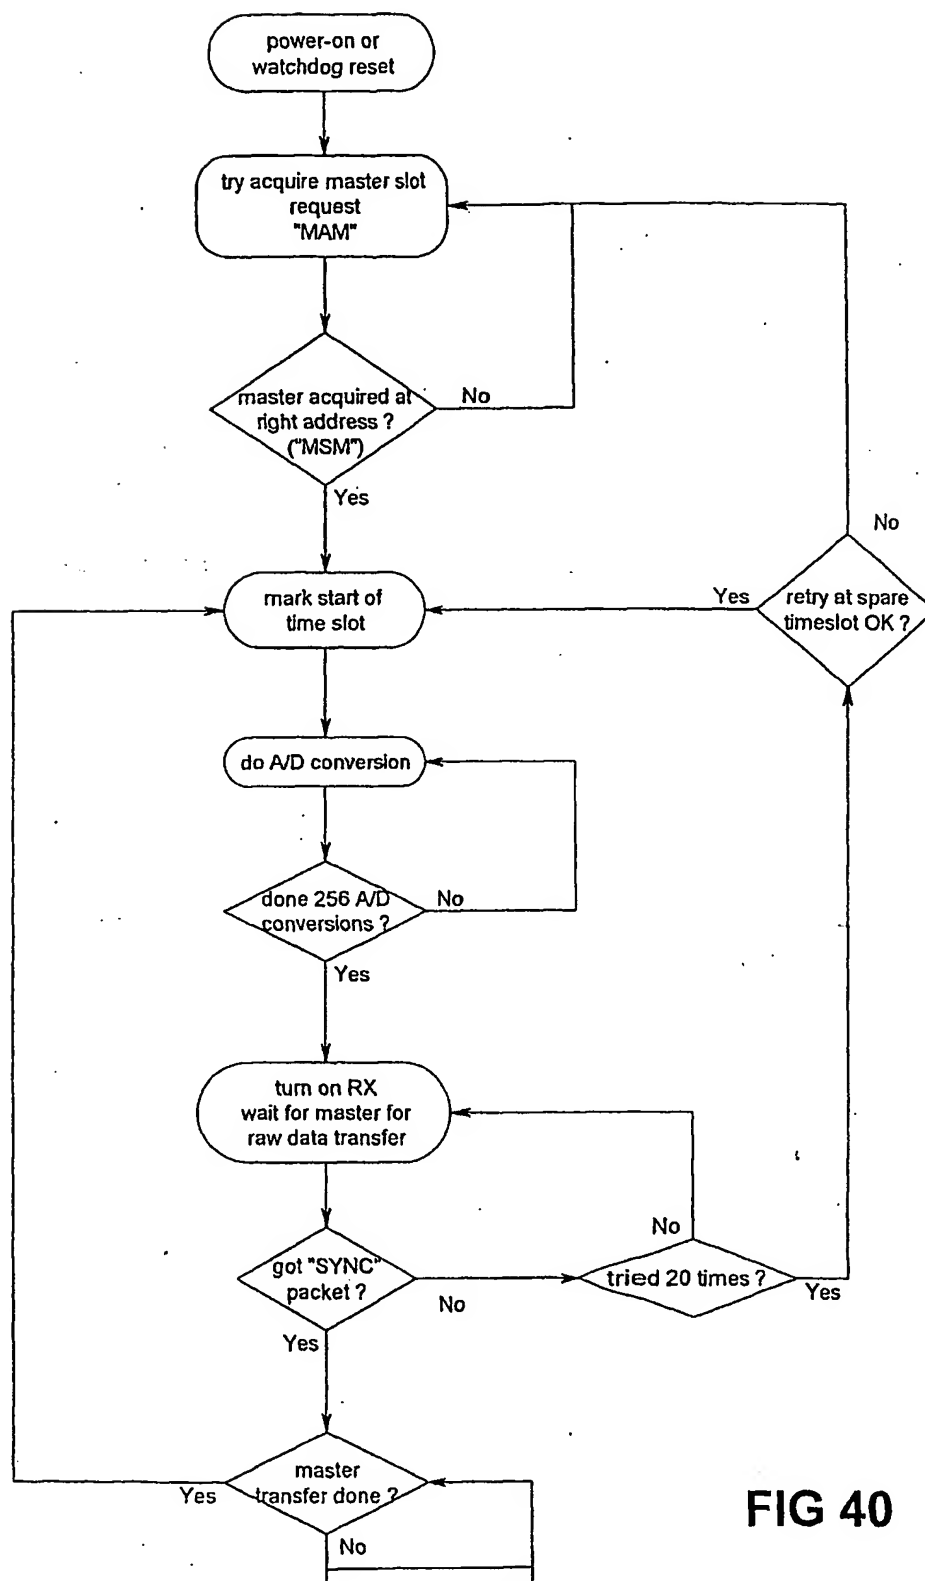 power-on or
watchdog reset
try acquire master slot
request
"MAM"
master acquired at
right address ?
("MSM")
No
Yes
mark start of
time slot
Yes
retry at spare
timeslot OK ?
No
do A/D conversion
done 256 A/D
conversions ?
No
Yes
turn on RX
wait for master for
raw data transfer
got "SYNC"
packet ?
No
Yes
tried 20 times ?
No
Yes
master
transfer done ?
Yes
No
FIG 40